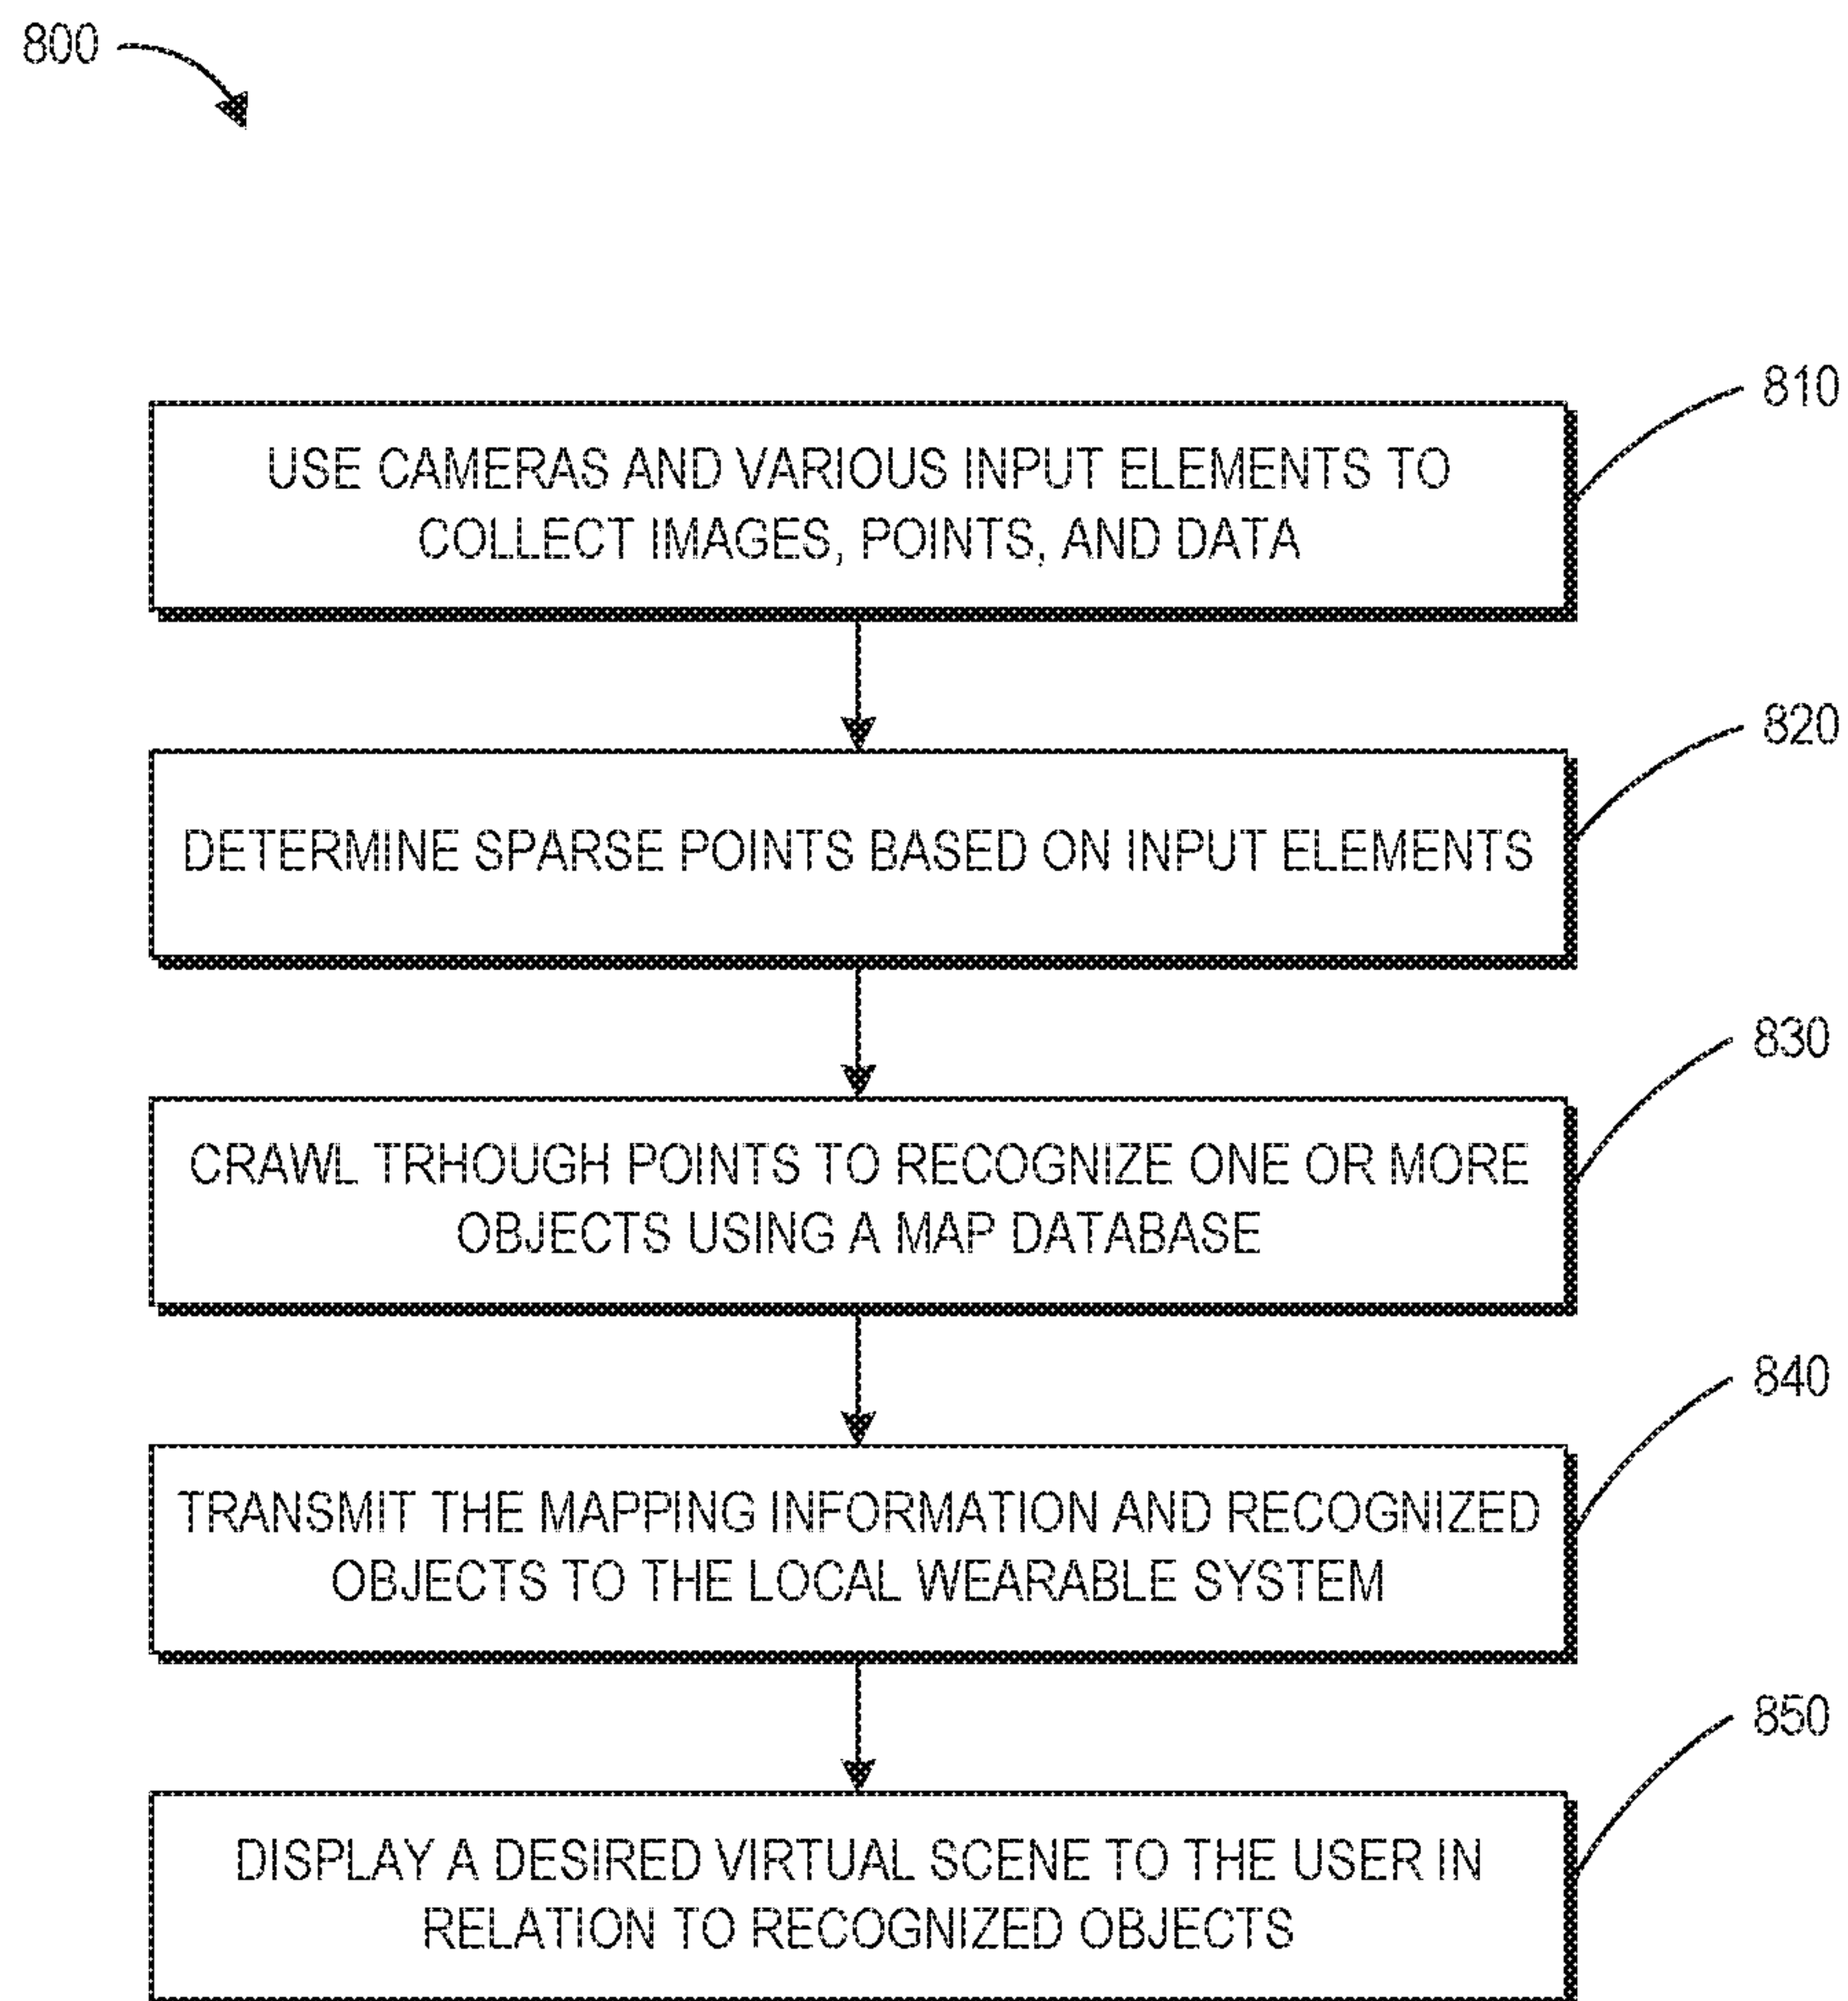 800
810
USE CAMERAS AND VARIOUS INPUT ELEMENTS TO
COLLECT IMAGES, POINTS, AND DATA
820
DETERMINE SPARSE POINTS BASED ON INPUT ELEMENTS
830
CRAWL TRHOUGH POINTS TO RECOGNIZE ONE OR MORE
OBJECTS USING A MAP DATABASE
840
TRANSMIT THE MAPPING INFORMATION AND RECOGNIZED
OBJECTS TO THE LOCAL WEARABLE SYSTEM
850
DISPLAY A DESIRED VIRTUAL SCENE TO THE USER IN
RELATION TO RECOGNIZED OBJECTS